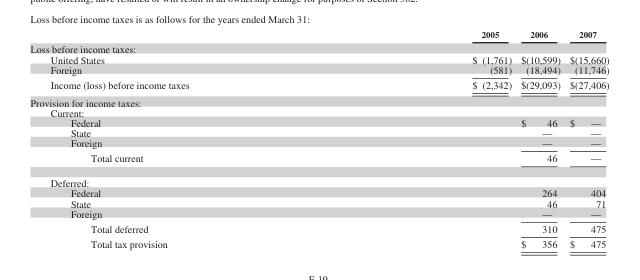 Loss before income taxes is as follows for the years ended March 31:
2005 2006 2007
Loss before income taxes:
United States $ (1,761) $(10,599) $(15,660)
Foreign (581) (18,494) (11,746)
Income (loss) before income taxes $ (2,342) $(29,093) $(27,406)
Provision for income taxes:
Current:
Federal $ 46 $ —
State — —
Foreign — —
Total current 46 —
Deferred:
Federal 264 404
State 46 71
Foreign — —
Total deferred 310 475
Total tax provision $ 356 $ 475